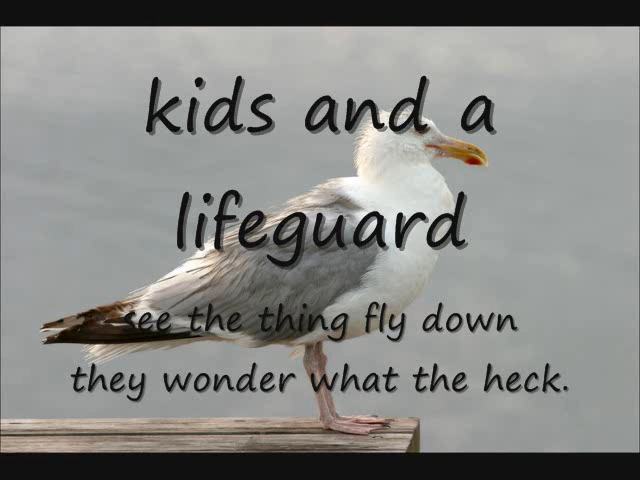 kids and a
lifeguard
see the thing fly down
they wonder what the heck.